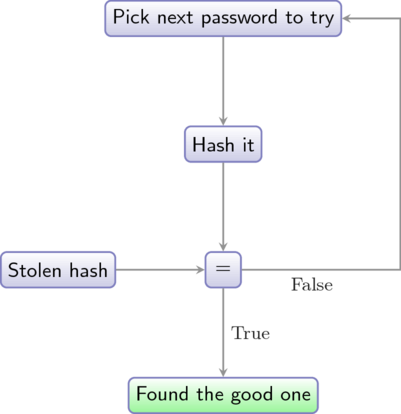 Pick next password to try
Hash it
Stolen hash
=
False
True
Found the good one